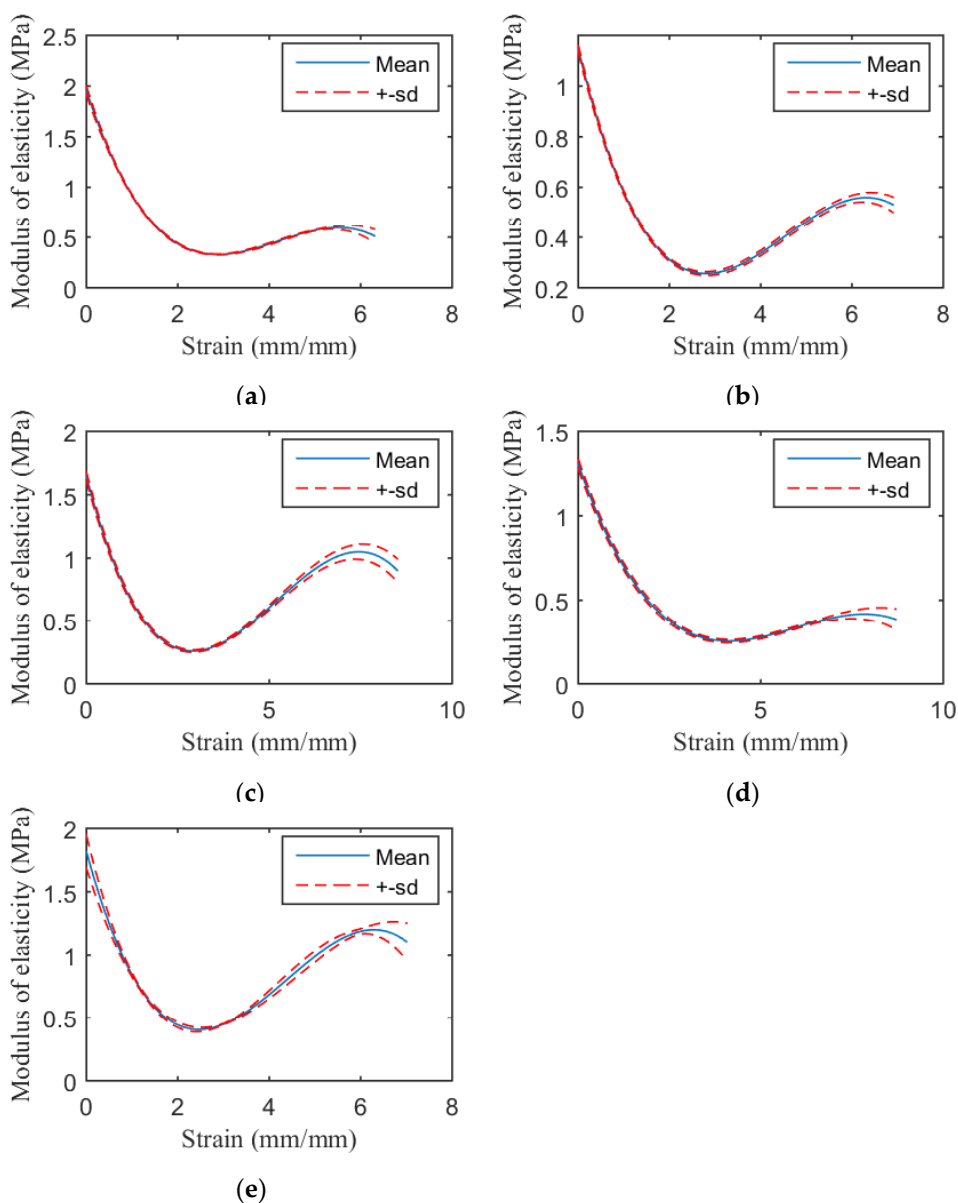 2.5
2
1.5
1
0.5
0
0 2 4 6 8
Modulus of elasticity (MPa)
Strain (mm/mm)
Mean
+-sd
(a)
1
0.8
0.6
0.4
0.2
0 2 4 6 8
Modulus of elasticity (MPa)
Strain (mm/mm)
Mean
+-sd
(b)
2
1.5
1
0.5
0
0 5 10
Modulus of elasticity (MPa)
Strain (mm/mm)
Mean
+-sd
(c)
1.5
1
0.5
0
0 5 10
Modulus of elasticity (MPa)
Strain (mm/mm)
Mean
+-sd
(d)
2
1.5
1
0.5
0
0 2 4 6 8
Modulus of elasticity (MPa)
Strain (mm/mm)
Mean
+-sd
(e)